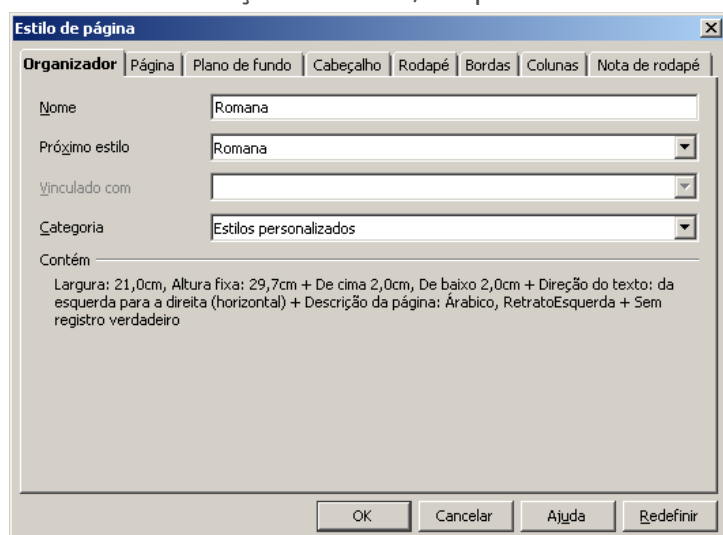 Estilo de página
Organizador Página Plano de fundo Cabeçalho Rodapé Bordas Colunas Nota de rodapé
Nome Romana
Próximo estilo Romana
Vinculado com
Categoria Estilos personalizados
Contém
Largura: 21,0cm, Altura fixa: 29,7cm + De cima 2,0cm, De baixo 2,0cm + Direção do texto: da
esquerda para a direita (horizontal) + Descrição da página: Árabico, RetratoEsquerda + Sem
registro verdadeiro
OK Cancelar Ajuda Redefinir